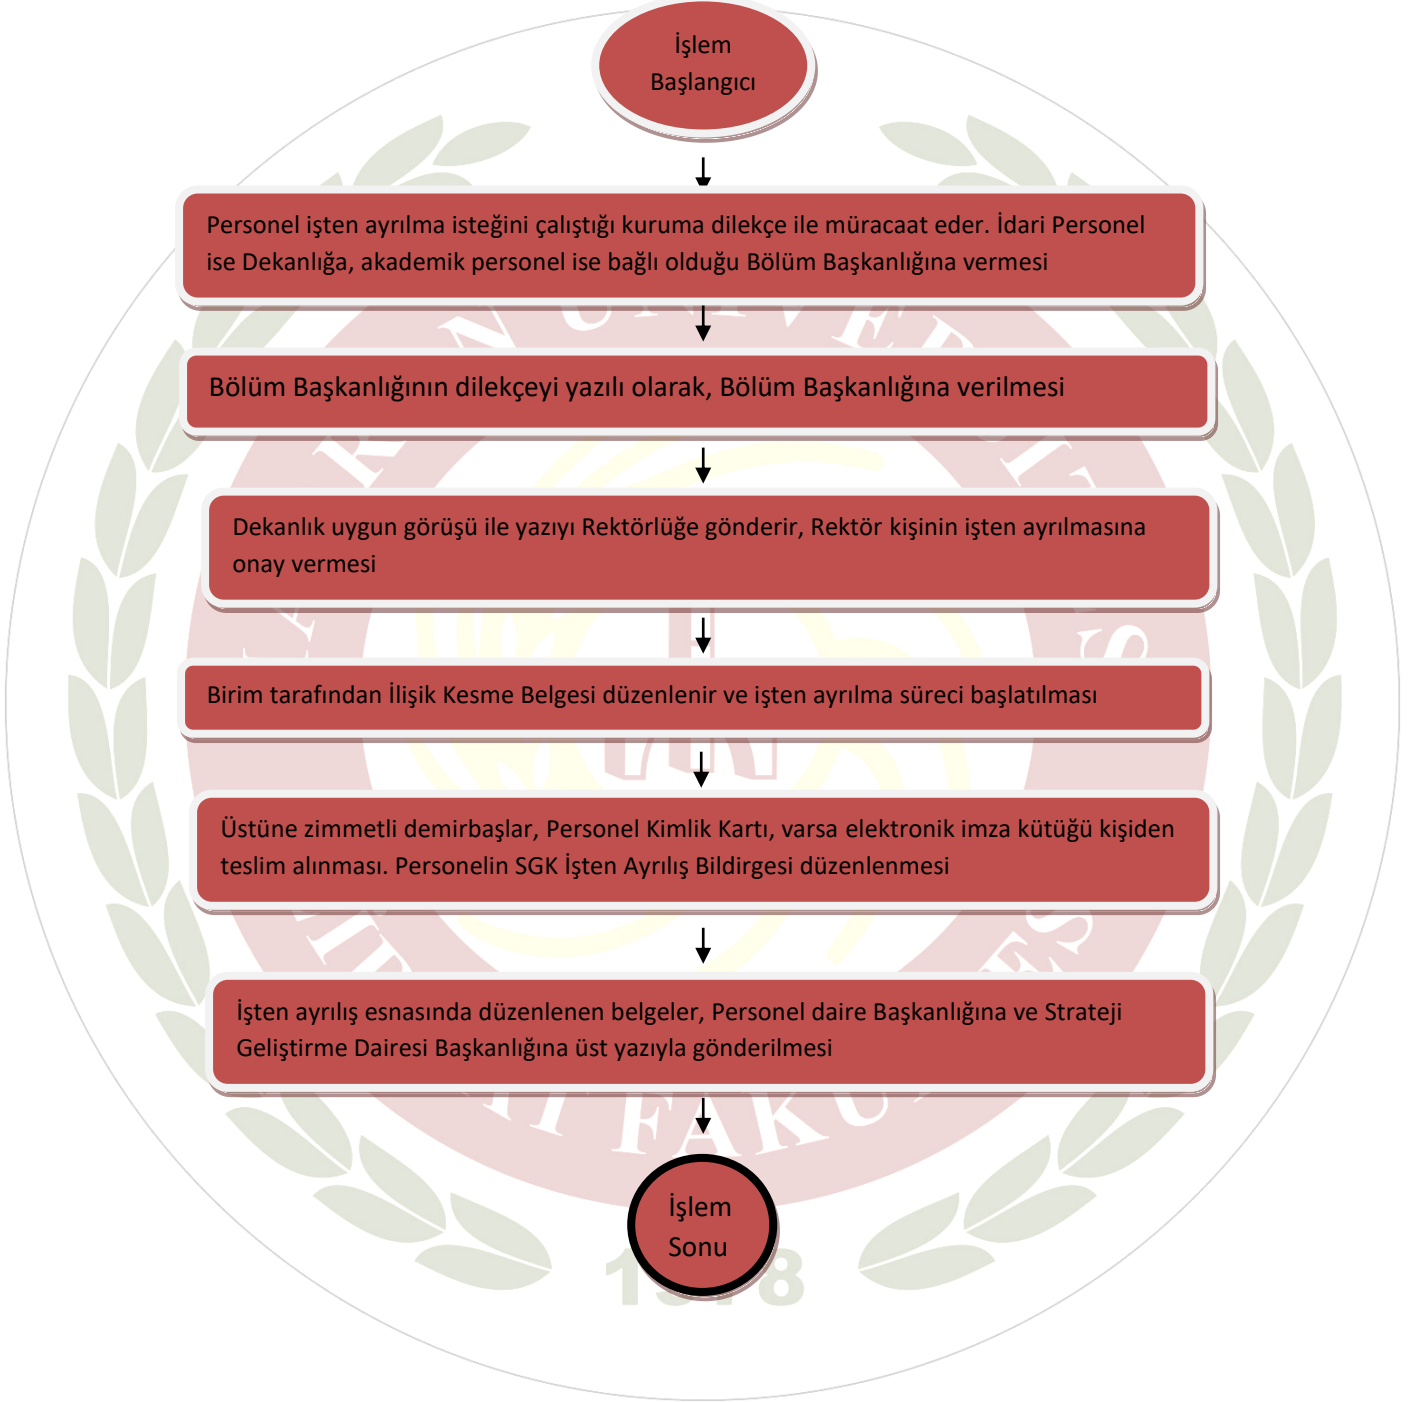 İşlem
Başlangıcı
Personel işten ayrılma isteğini çalıştığı kuruma dilekçe ile müracaat eder. İdari Personel
ise Dekanlığa, akademik personel ise bağlı olduğu Bölüm Başkanlığına vermesi
Bölüm Başkanlığının dilekçeyi yazılı olarak, Bölüm Başkanlığına verilmesi
Dekanlık uygun görüşü ile yazıyı Rektörlüğe gönderir, Rektör kişinin işten ayrılmasına
onay vermesi
Birim tarafından İlişik Kesme Belgesi düzenlenir ve işten ayrılma süreci başlatılması
Üstüne zimmetli demirbaşlar, Personel Kimlik Kartı, varsa elektronik imza kütüğü kişiden
teslim alınması. Personelin SGK İşten Ayrılış Bildirgesi düzenlenmesi
İşten ayrılış esnasında düzenlenen belgeler, Personel daire Başkanlığına ve Strateji
Geliştirme Dairesi Başkanlığına üst yazıyla gönderilmesi
İşlem
Sonu